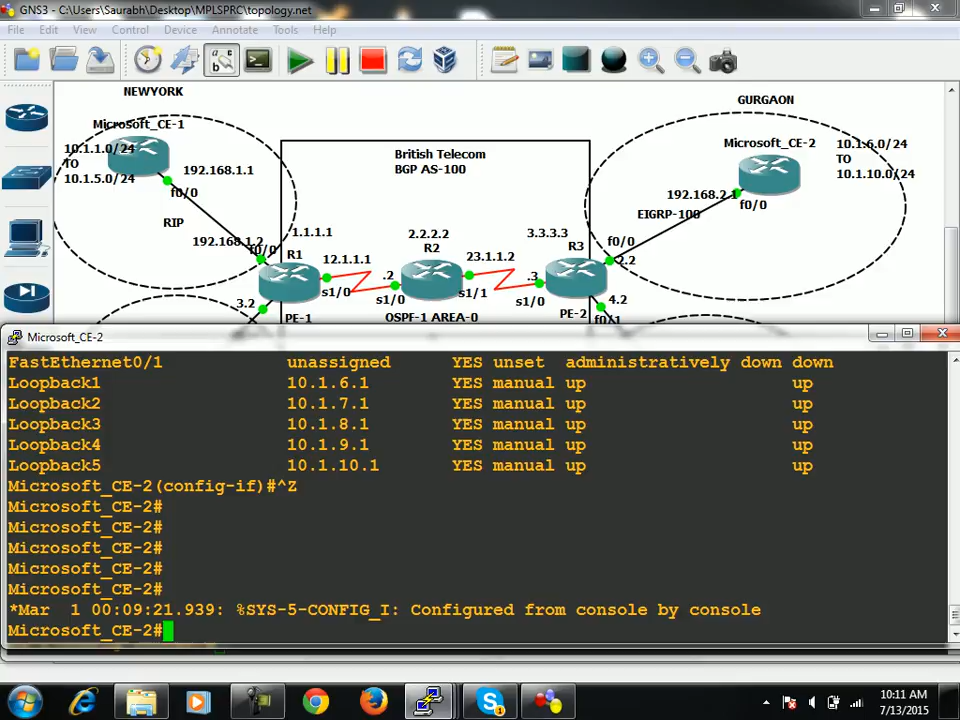 GNS3 - C:\Users\Saurabh\Desktop\MPLSPRC\topology.net
File Edit View Control Device Annotate Tools Help
NEWYORK
GURGAON
Microsoft_CE-1
10.1.1.0/24
TO
10.1.5.0/24
192.168.1.1
f0/0
RIP
192.168.1.2
f0/0
British Telecom
BGP AS-100
1.1.1.1
R1
12.1.1.1
s1/0
3.2
PE-1
2.2.2.2
R2
.2
s1/0
23.1.1.2
s1/1
OSPF-1 AREA-0
3.3.3.3
R3
.3
s1/0
PE-2
f0/0
2.2
4.2
f0/1
Microsoft_CE-2
192.168.2.1
f0/0
EIGRP-100
10.1.6.0/24
TO
10.1.10.0/24
Microsoft_CE-2
FastEthernet0/1 unassigned YES unset administratively down down
Loopback1 10.1.6.1 YES manual up up
Loopback2 10.1.7.1 YES manual up up
Loopback3 10.1.8.1 YES manual up up
Loopback4 10.1.9.1 YES manual up up
Loopback5 10.1.10.1 YES manual up up
Microsoft_CE-2(config-if)#^Z
Microsoft_CE-2#
Microsoft_CE-2#
Microsoft_CE-2#
Microsoft_CE-2#
Microsoft_CE-2#
*Mar 1 00:09:21.939: %SYS-5-CONFIG_I: Configured from console by console
Microsoft_CE-2#
10:11 AM
7/13/2015